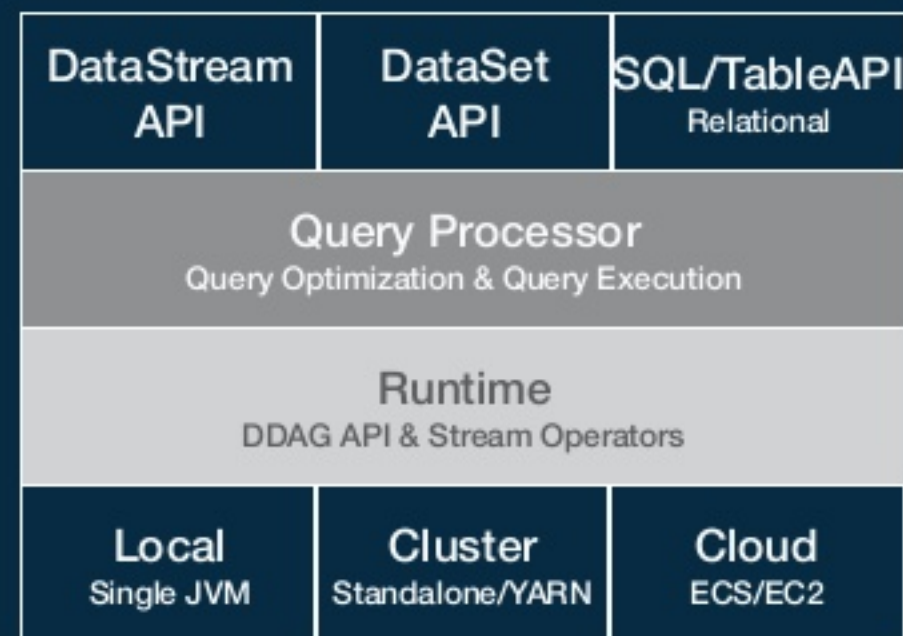 DataStream
API
DataSet
API
SQL/TableAPI
Relational
Query Processor
Query Optimization & Query Execution
Runtime
DDAG API & Stream Operators
Local
Single JVM
Cluster
Standalone/YARN
Cloud
ECS/EC2